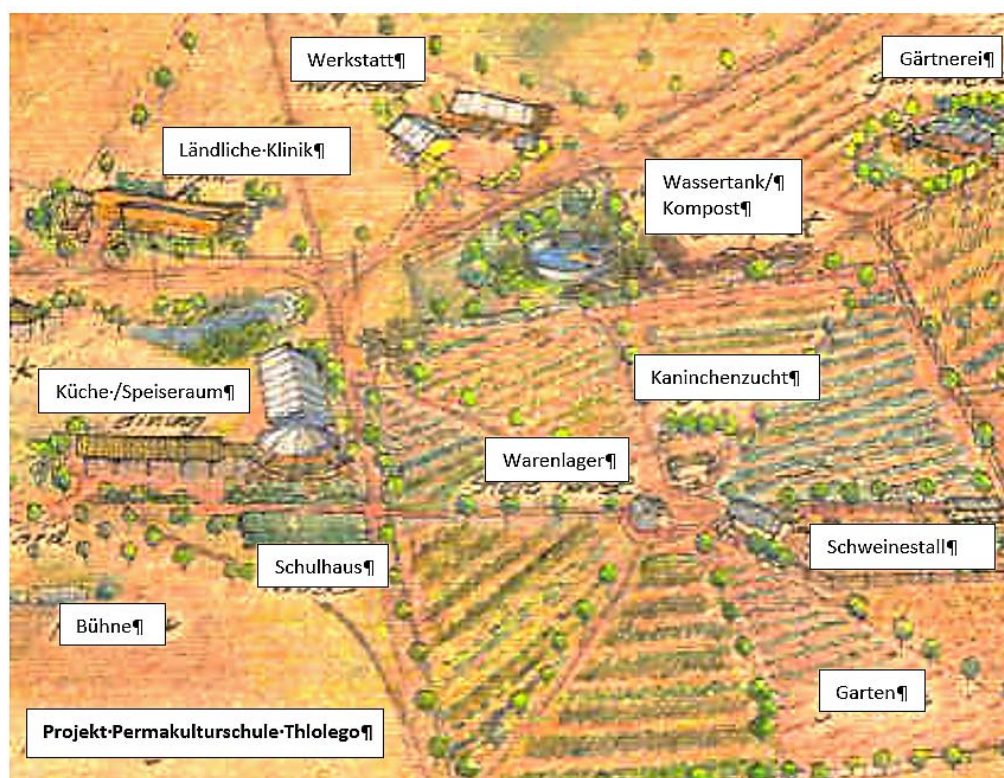 Werkstatt¶
Gärtnerei¶
Ländliche·Klinik¶
Wassertank/¶
Kompost¶
Küche·/Speiseraum¶
Kaninchenzucht¶
Warenlager¶
Schulhaus¶
Schweinestall¶
Bühne¶
Garten¶
Projekt·Permakulturschule·Thlolego¶